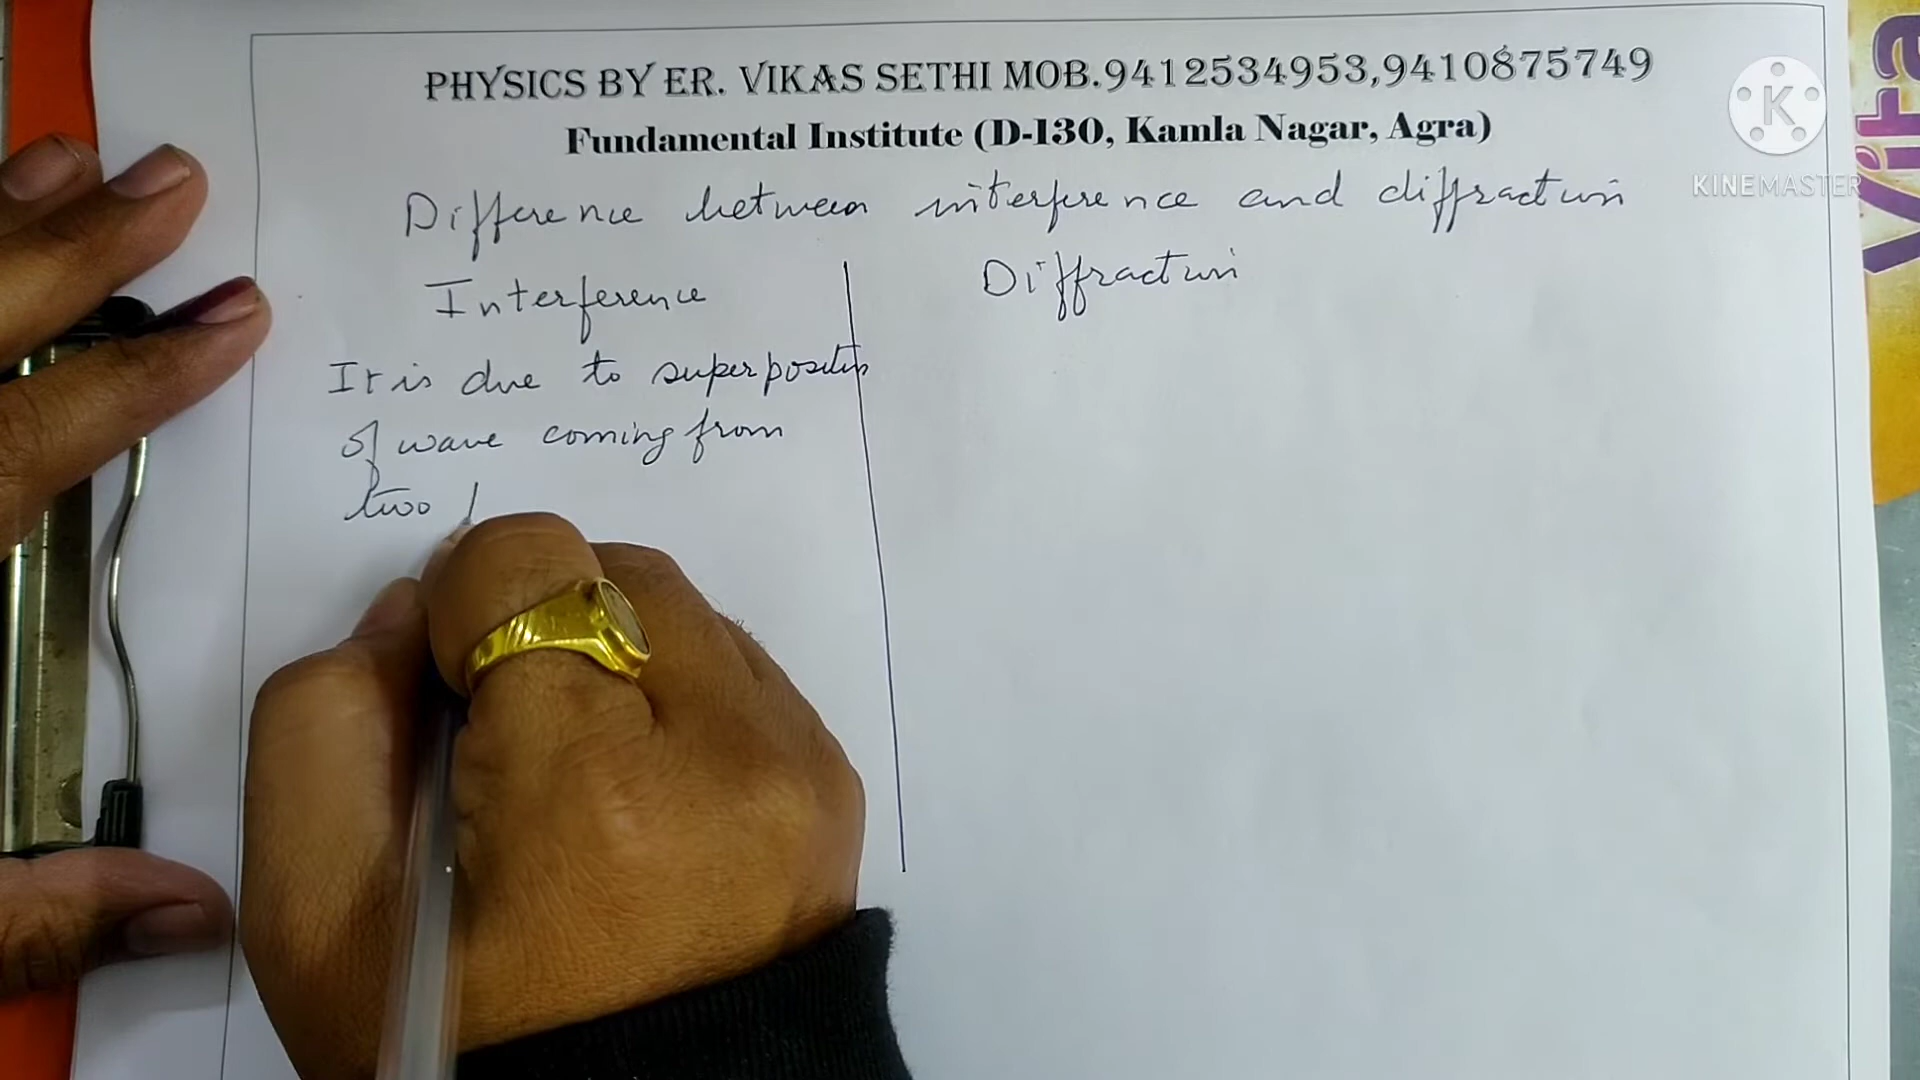 PHYSICS BY ER. VIKAS SETHI MOB.9412534953,9410875749
Fundamental Institute (D-130, Kamla Nagar, Agra)
KINEMASTER
Vita
Difference between interference and diffraction
Interference
Diffraction
It is due to superposition
of wave coming from
two